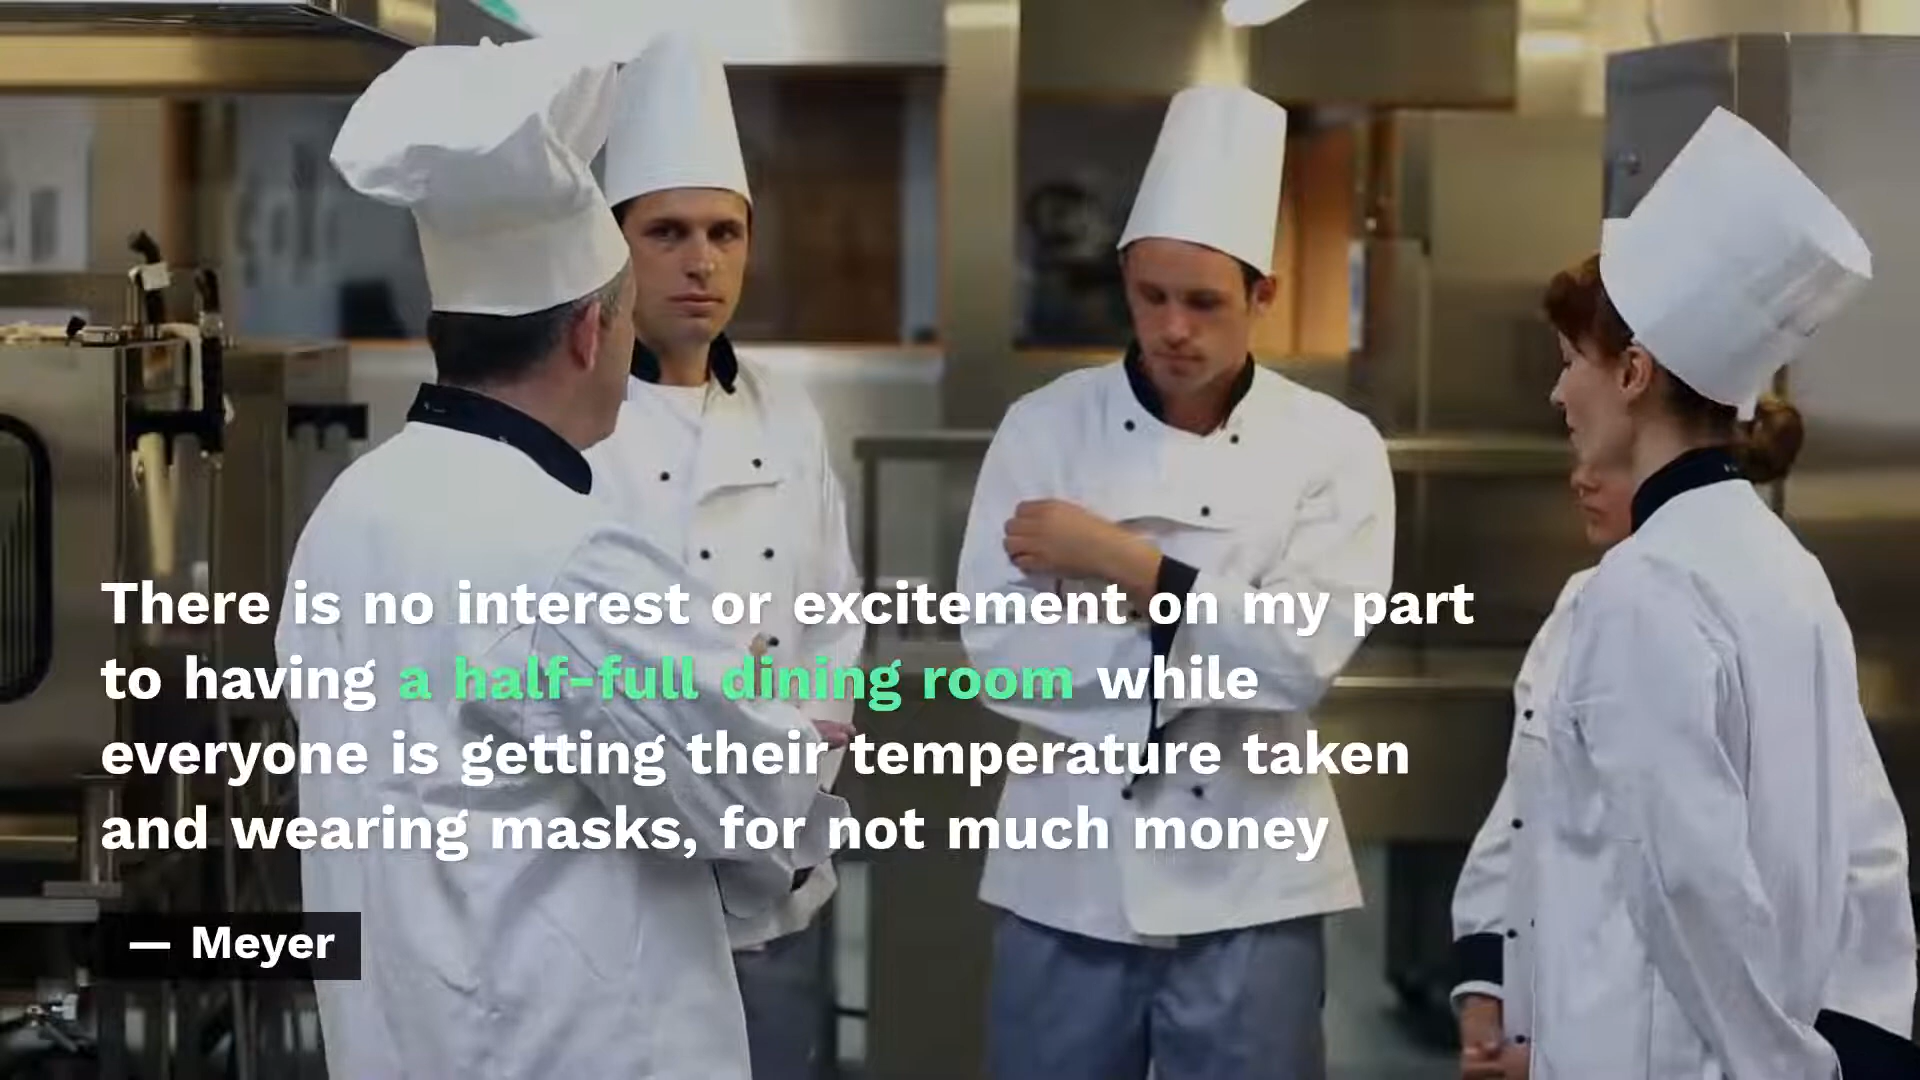 There is no interest or excitement on my part
to having a half-full dining room while
everyone is getting their temperature taken
and wearing masks, for not much money
— Meyer